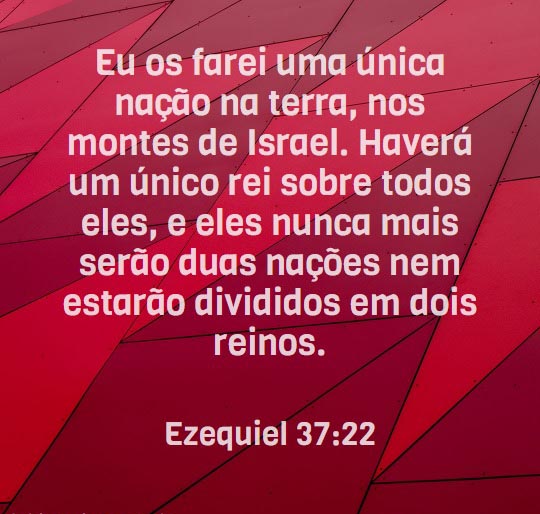 Eu os farei uma única
nação na terra, nos
montes de Israel. Haverá
um único rei sobre todos
eles, e eles nunca mais
serão duas nações nem
estarão divididos em dois
reinos.
Ezequiel 37:22